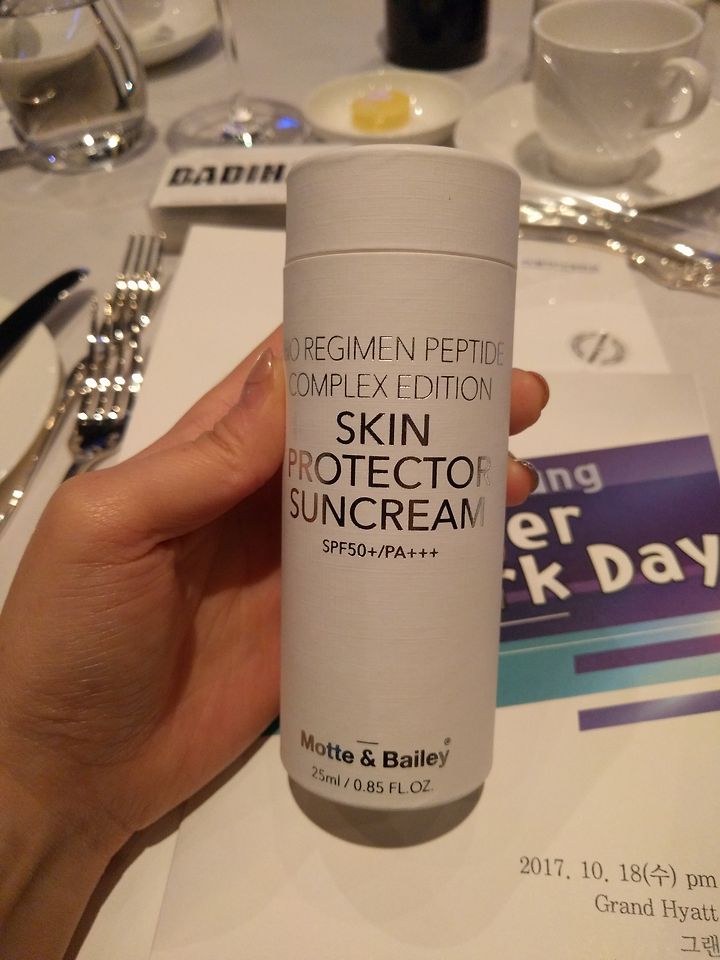 REGIMEN PEPTIDE
COMPLEX EDITION
SKIN
PROTECTOR
SUNCREAM
SPF50+/PA+++
Motte & Bailey®
25ml / 0.85 FL.OZ.
Day
2017. 10. 18(수) pm
Grand Hyatt